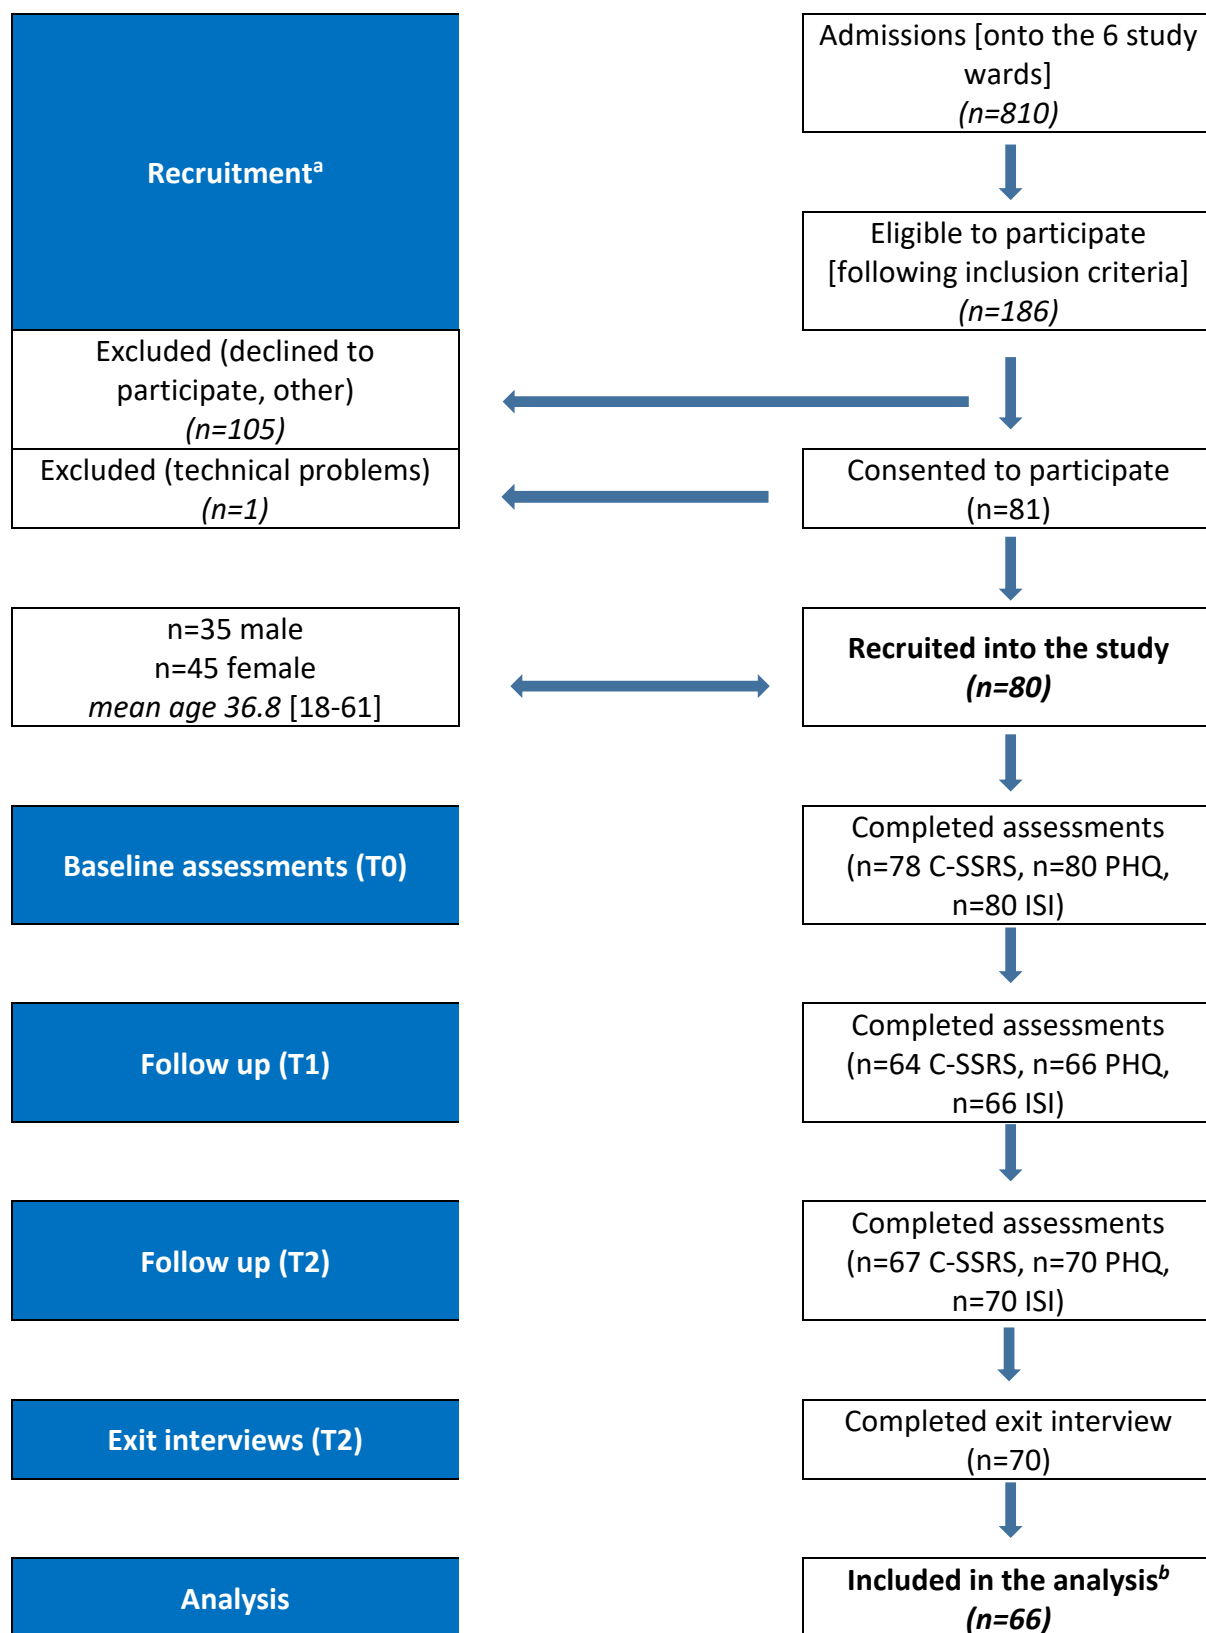 Admissions [onto the 6 study
wards]
(n=810)
Recruitmentᵃ
Eligible to participate
[following inclusion criteria]
(n=186)
Excluded (declined to
participate, other)
(n=105)
Excluded (technical problems)
(n=1)
Consented to participate
(n=81)
n=35 male
n=45 female
mean age 36.8 [18-61]
Recruited into the study
(n=80)
Baseline assessments (T0)
Completed assessments
(n=78 C-SSRS, n=80 PHQ,
n=80 ISI)
Follow up (T1)
Completed assessments
(n=64 C-SSRS, n=66 PHQ,
n=66 ISI)
Follow up (T2)
Completed assessments
(n=67 C-SSRS, n=70 PHQ,
n=70 ISI)
Exit interviews (T2)
Completed exit interview
(n=70)
Analysis
Included in the analysisᵇ
(n=66)